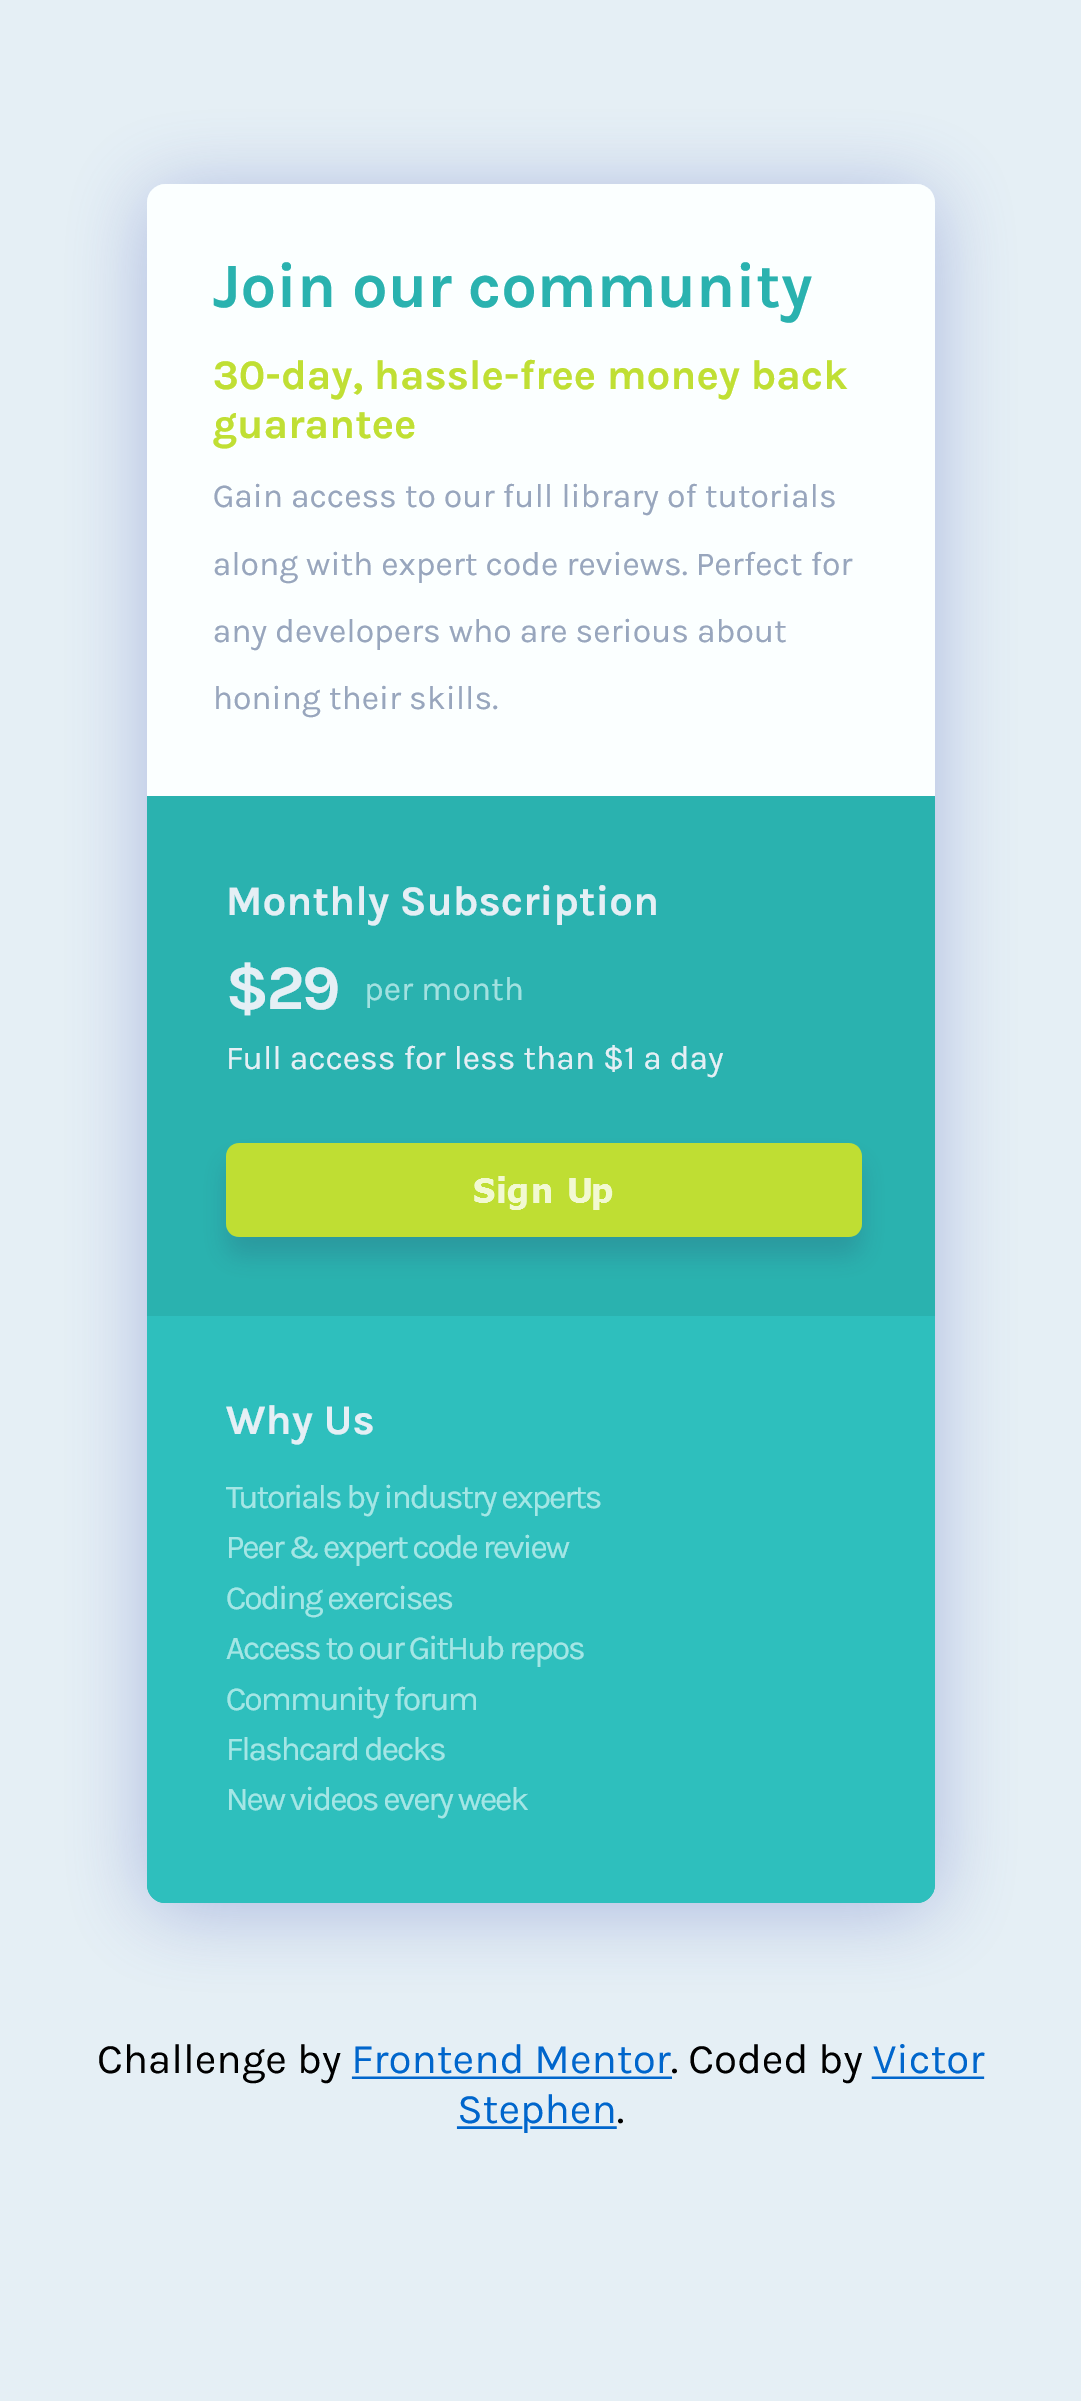 Join our community
30-day, hassle-free money back
guarantee
Gain access to our full library of tutorials
along with expert code reviews. Perfect for
any developers who are serious about
honing their skills.
Monthly Subscription
$29 per month
Full access for less than $1 a day
Sign Up
Why Us
Tutorials by industry experts
Peer & expert code review
Coding exercises
Access to our GitHub repos
Community forum
Flashcard decks
New videos every week
Challenge by Frontend Mentor. Coded by Victor
Stephen.